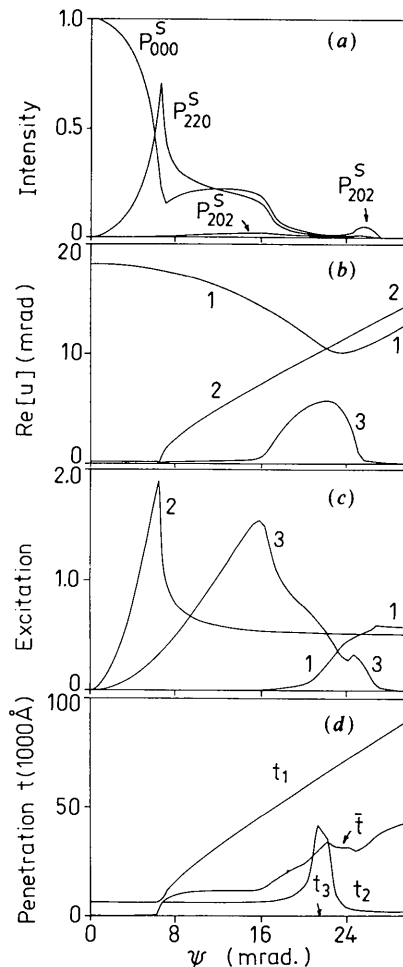 1.0
(a)
P^S_000
P^S_220
Intensity
0.5
P^S_202
P^S_202
0
20
(b)
2
1
1
Re[u] (mrad)
10
2
3
0
2.0
(c)
2
3
Excitation
1.0
1
1
3
0
100
(d)
Penetration t (1000Å)
t_1
50
t̄
t_3
t_2
0
0 8 16 24
ψ (mrad.)